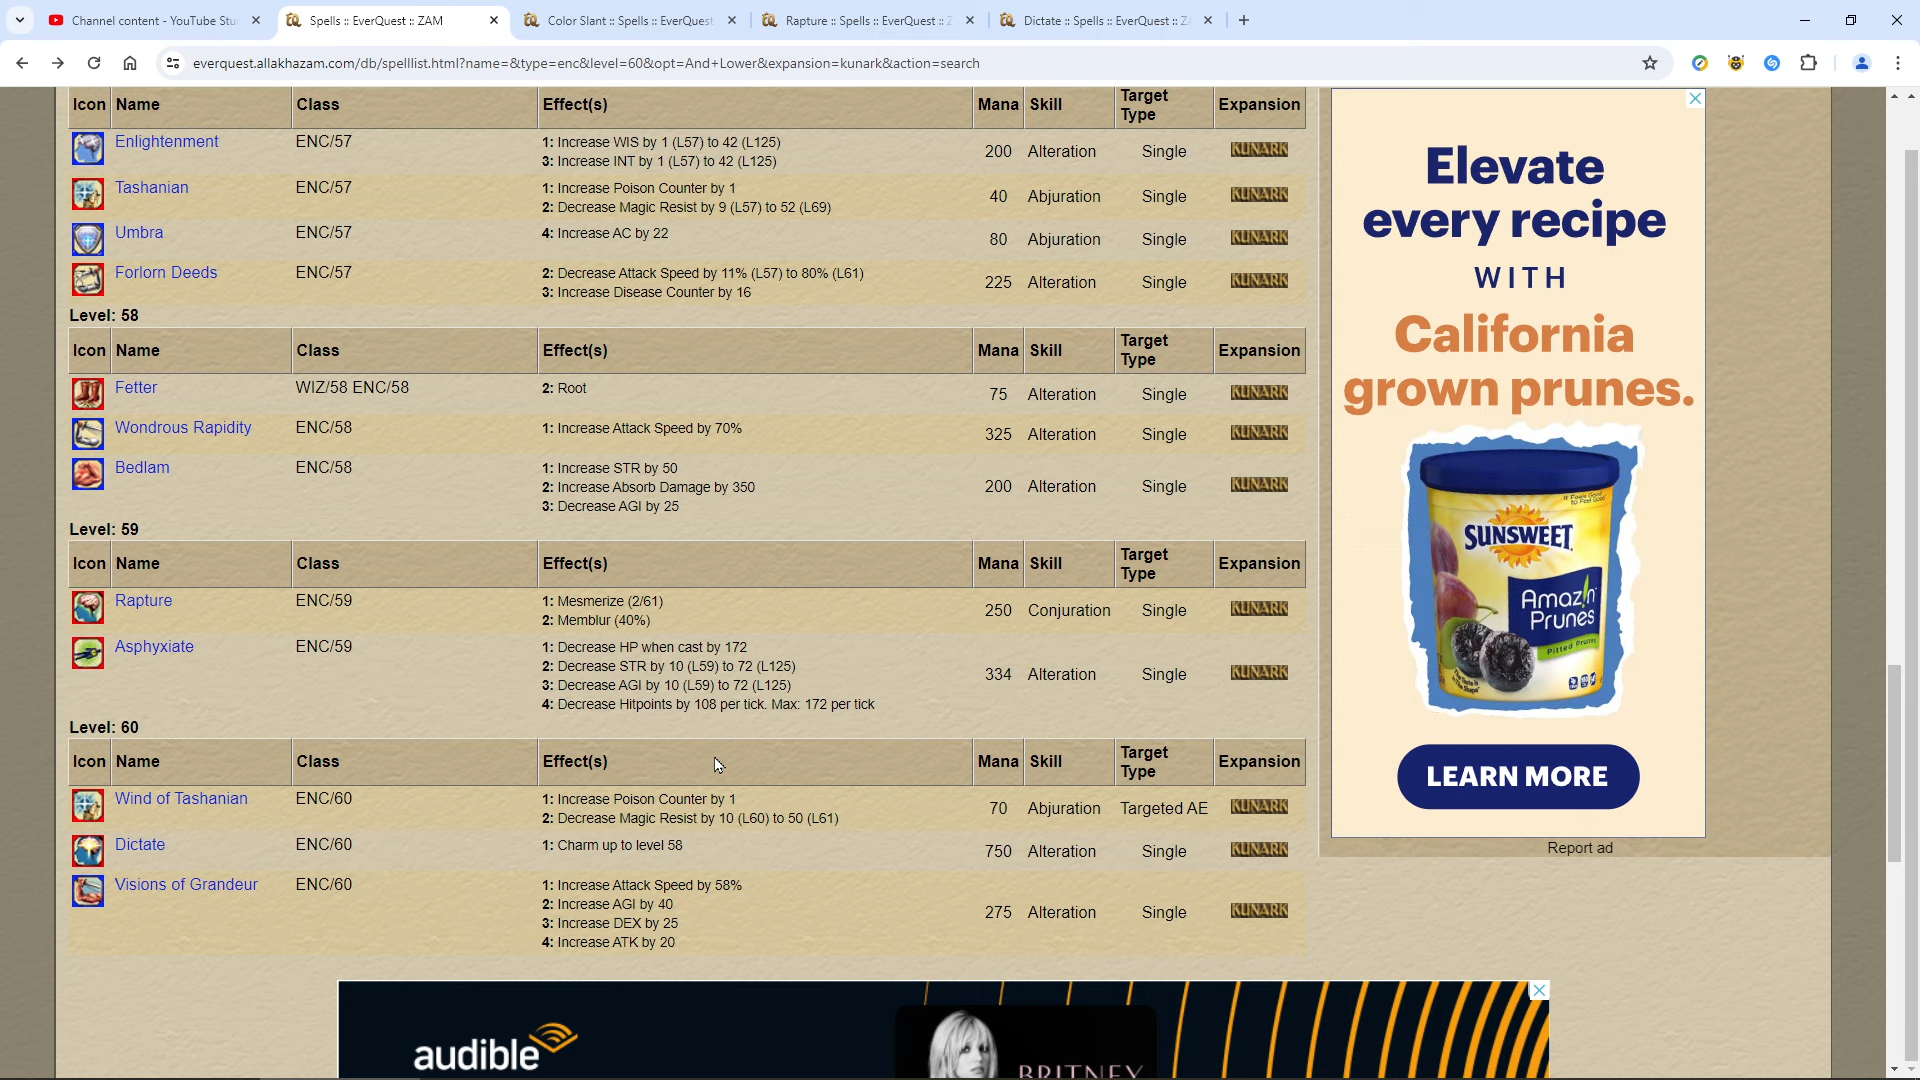 Channel content - YouTube Stu
Spells :: EverQuest :: ZAM
Color Slant :: Spells :: EverQuest
Rapture :: Spells :: EverQuest :: Z
Dictate :: Spells :: EverQuest :: ZA
everquest.allakhazam.com/db/spelllist.html?name=&type=enc&level=60&opt=And+Lower&expansion=kunark&action=search
Icon Name Class Effect(s) Mana Skill Target Type Expansion
Enlightenment ENC/57 1: Increase WIS by 1 (L57) to 42 (L125)
3: Increase INT by 1 (L57) to 42 (L125)
200 Alteration Single KUNARK
Tashanian ENC/57 1: Increase Poison Counter by 1
2: Decrease Magic Resist by 9 (L57) to 52 (L69)
40 Abjuration Single KUNARK
Umbra ENC/57 4: Increase AC by 22 80 Abjuration Single KUNARK
Forlorn Deeds ENC/57 2: Decrease Attack Speed by 11% (L57) to 80% (L61)
3: Increase Disease Counter by 16
225 Alteration Single KUNARK
Level: 58
Icon Name Class Effect(s) Mana Skill Target Type Expansion
Fetter WIZ/58 ENC/58 2: Root 75 Alteration Single KUNARK
Wondrous Rapidity ENC/58 1: Increase Attack Speed by 70% 325 Alteration Single KUNARK
Bedlam ENC/58 1: Increase STR by 50
2: Increase Absorb Damage by 350
3: Decrease AGI by 25
200 Alteration Single KUNARK
Level: 59
Icon Name Class Effect(s) Mana Skill Target Type Expansion
Rapture ENC/59 1: Mesmerize (2/61)
2: Memblur (40%)
250 Conjuration Single KUNARK
Asphyxiate ENC/59 1: Decrease HP when cast by 172
2: Decrease STR by 10 (L59) to 72 (L125)
3: Decrease AGI by 10 (L59) to 72 (L125)
4: Decrease Hitpoints by 108 per tick. Max: 172 per tick
334 Alteration Single KUNARK
Level: 60
Icon Name Class Effect(s) Mana Skill Target Type Expansion
Wind of Tashanian ENC/60 1: Increase Poison Counter by 1
2: Decrease Magic Resist by 10 (L60) to 50 (L61)
70 Abjuration Targeted AE KUNARK
Dictate ENC/60 1: Charm up to level 58 750 Alteration Single KUNARK
Visions of Grandeur ENC/60 1: Increase Attack Speed by 58%
2: Increase AGI by 40
3: Increase DEX by 25
4: Increase ATK by 20
275 Alteration Single KUNARK
Elevate
every recipe
WITH
California
grown prunes.
SUNSWEET
Amazin
Prunes
Pitted Prunes
LEARN MORE
Report ad
audible
BRITNEY